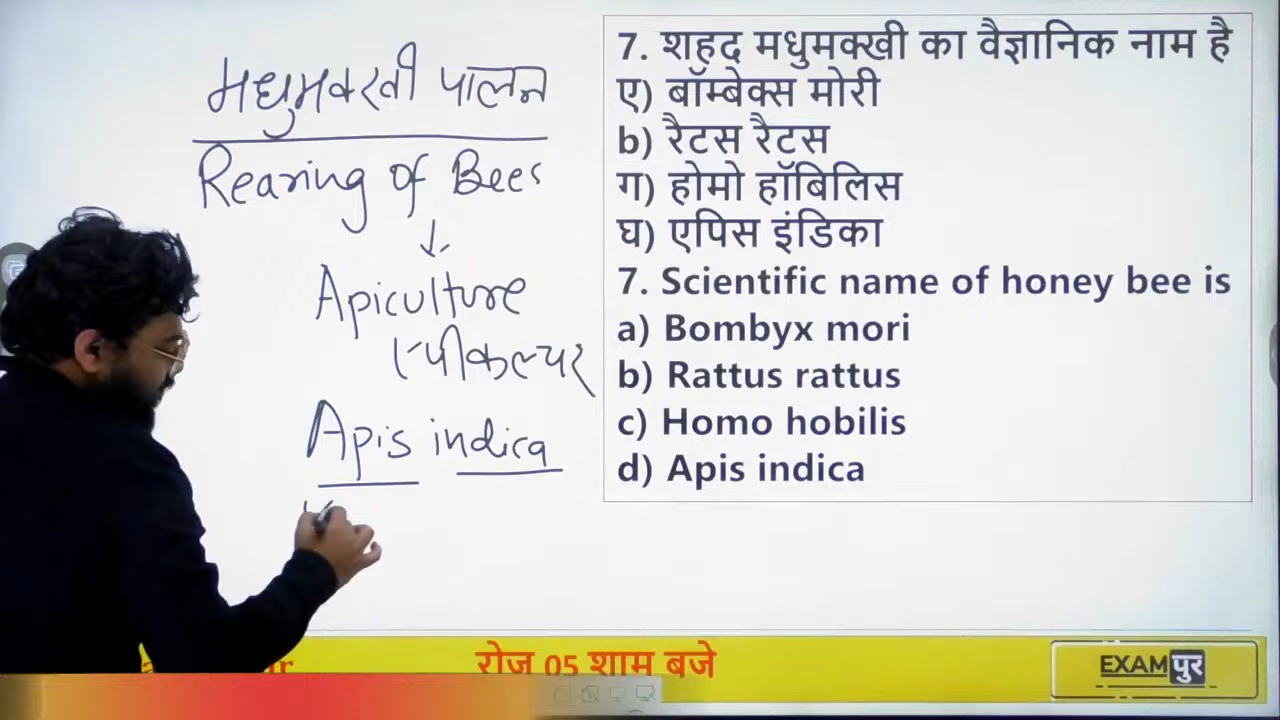 मधुमक्खी पालन
Rearing of Bees
Apiculture
एपीकल्चर
Apis indica
7. शहद मधुमक्खी का वैज्ञानिक नाम है
ए) बॉम्बेक्स मोरी
b) रैटस रैटस
ग) होमो हॉबिलिस
घ) एपिस इंडिका
7. Scientific name of honey bee is
a) Bombyx mori
b) Rattus rattus
c) Homo hobilis
d) Apis indica
रोज 05 शाम बजे
EXAMपुर